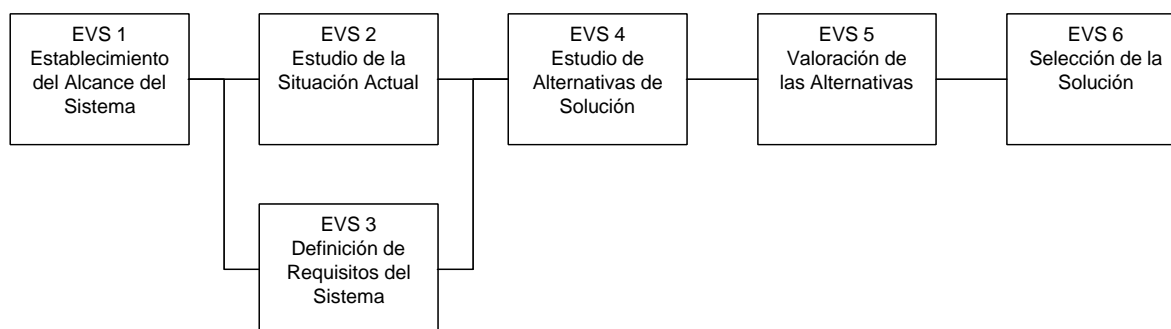 EVS 1
Establecimiento
del Alcance del
Sistema
EVS 2
Estudio de la
Situación Actual
EVS 4
Estudio de
Alternativas de
Solución
EVS 5
Valoración de
las Alternativas
EVS 6
Selección de la
Solución
EVS 3
Definición de
Requisitos del
Sistema